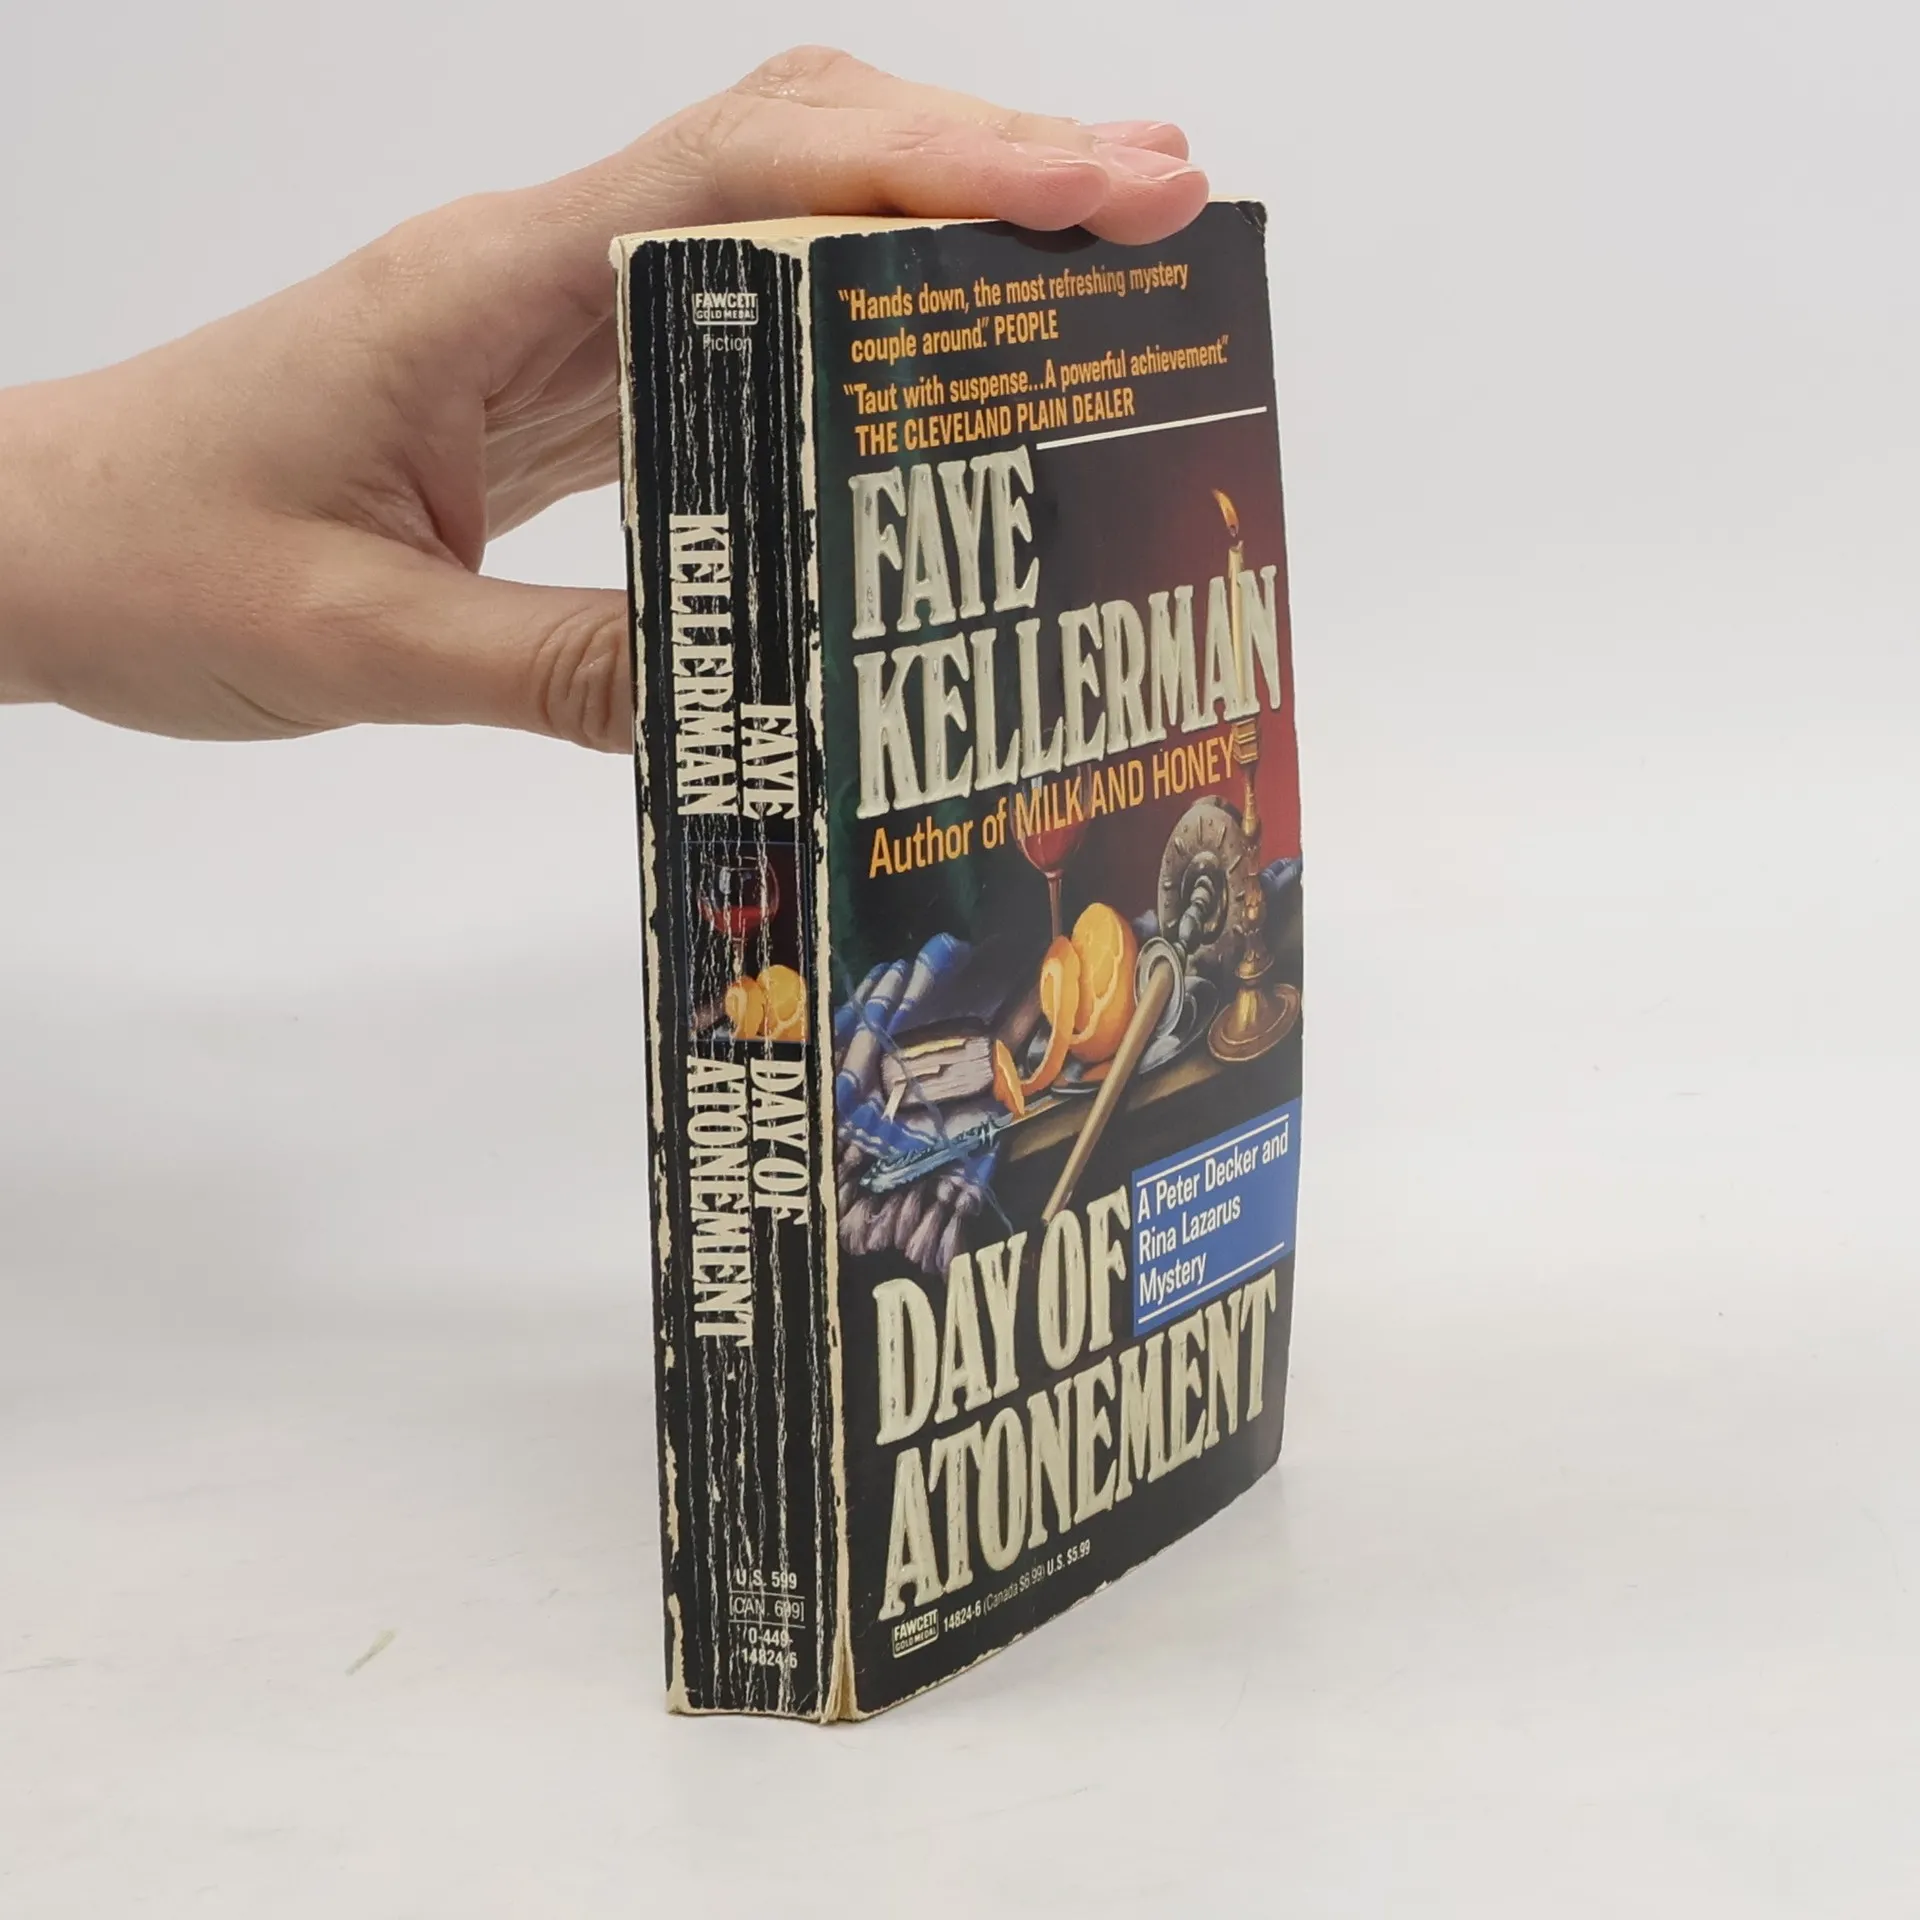 FAWCETT
GOLD MEDAL
Fiction
FAYE
KELLERMAN
DAY OF
ATONEMENT
U.S. 599
CAN. 699
0-449-
14824-6
"Hands down, the most refreshing mystery
couple around." PEOPLE
"Taut with suspense...A powerful achievement."
THE CLEVELAND PLAIN DEALER
FAYE
KELLERMAN
Author of MILK AND HONEY
A Peter Decker and
Rina Lazarus
Mystery
DAY OF
ATONEMENT
FAWCETT
GOLD MEDAL
14824-6 (Canada $6.99) U.S. $5.99